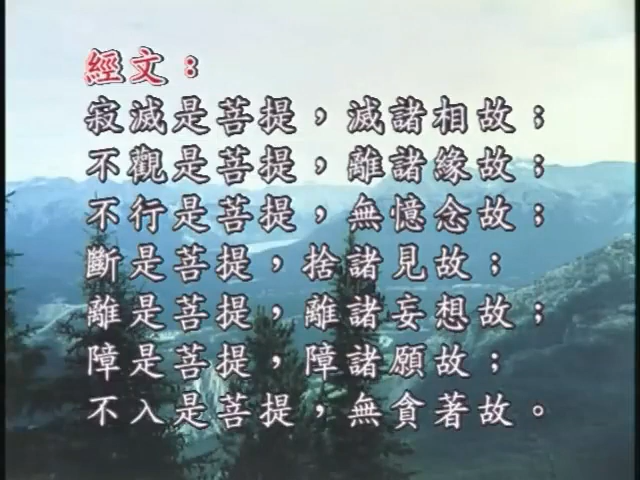 經文：
寂滅是菩提，滅諸相故；
不觀是菩提，離諸緣故；
不行是菩提，無憶念故；
斷是菩提，捨諸見故；
離是菩提，離諸妄想故；
障是菩提，障諸願故；
不入是菩提，無貪著故。